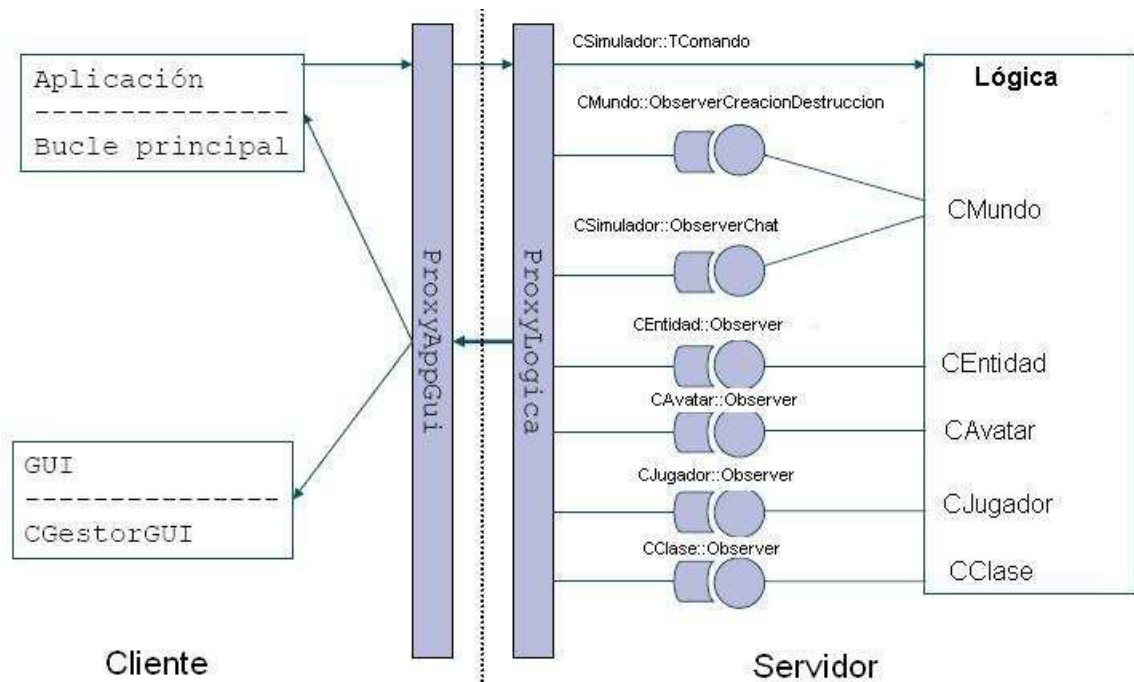 Aplicación
---------------
Bucle principal
GUI
---------------
CGestorGUI
Cliente
ProxyAppGui
ProxyLogica
CSimulador::TComando
CMundo::ObserverCreacionDestruccion
CSimulador::ObserverChat
CEntidad::Observer
CAvatar::Observer
CJugador::Observer
CClase::Observer
Lógica
CMundo
CEntidad
CAvatar
CJugador
CClase
Servidor